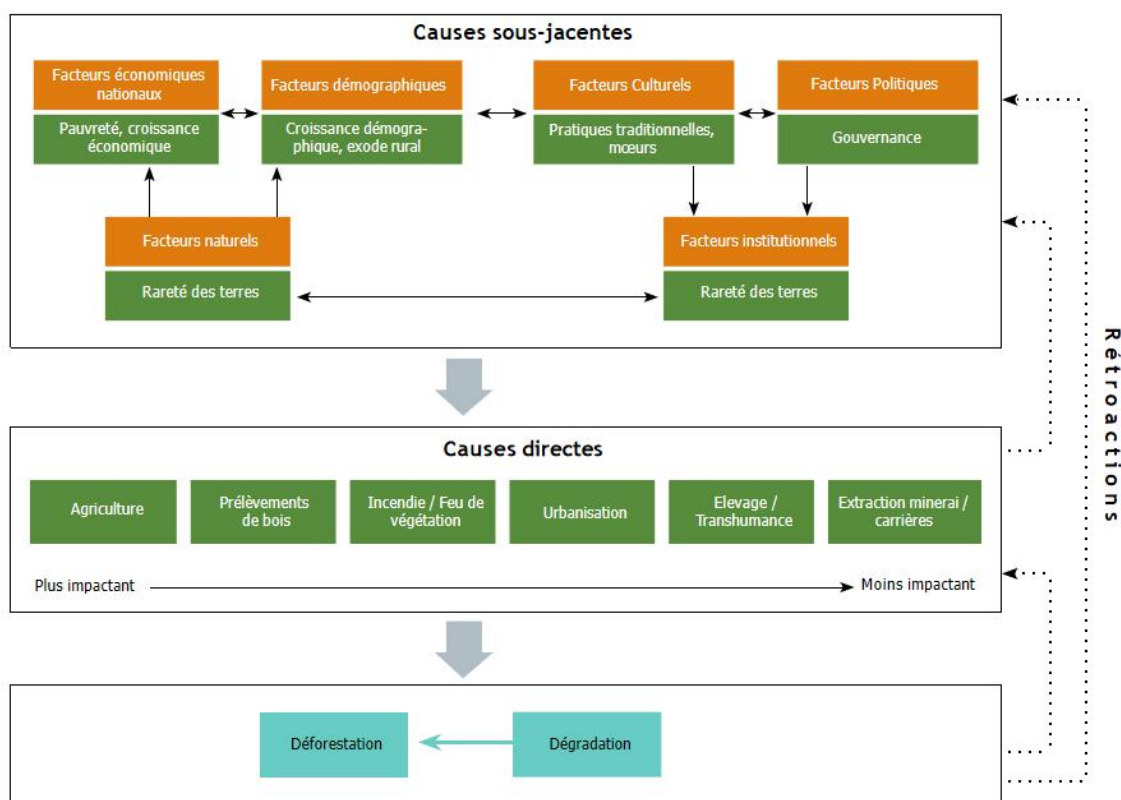 Causes sous-jacentes
Facteurs économiques
nationaux
Pauvreté, croissance
économique
Facteurs démographiques
Croissance démogra-
phique, exode rural
Facteurs Culturels
Pratiques traditionnelles,
mœurs
Facteurs Politiques
Gouvernance
Facteurs naturels
Rareté des terres
Facteurs institutionnels
Rareté des terres
Causes directes
Agriculture
Prélèvements
de bois
Incendie / Feu de
végétation
Urbanisation
Elevage /
Transhumance
Extraction minerai /
carrières
Plus impactant
Moins impactant
Déforestation
Dégradation
Rétroactions